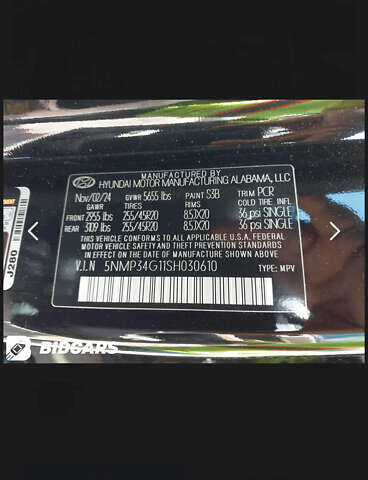 MANUFACTURED BY
HYUNDAI MOTOR MANUFACTURING ALABAMA, LLC
Nov/02/24 GVWR 5655 lbs PAINT S3B TRIM PCR
GAWR TIRES RIMS COLD TIRE INFL.
FRONT 2955 lbs 255/45R20 8.5JX20 36 psi SINGLE
REAR 3109 lbs 255/45R20 8.5JX20 36 psi SINGLE
THIS VEHICLE CONFORMS TO ALL APPLICABLE U.S.A. FEDERAL
MOTOR VEHICLE SAFETY, BUMPER, AND THEFT PREVENTION
STANDARDS IN EFFECT ON THE DATE OF MANUFACTURE SHOWN ABOVE.
V.I.N 5NMP34G11SH030610 TYPE: MPV
J280
BIDCARS